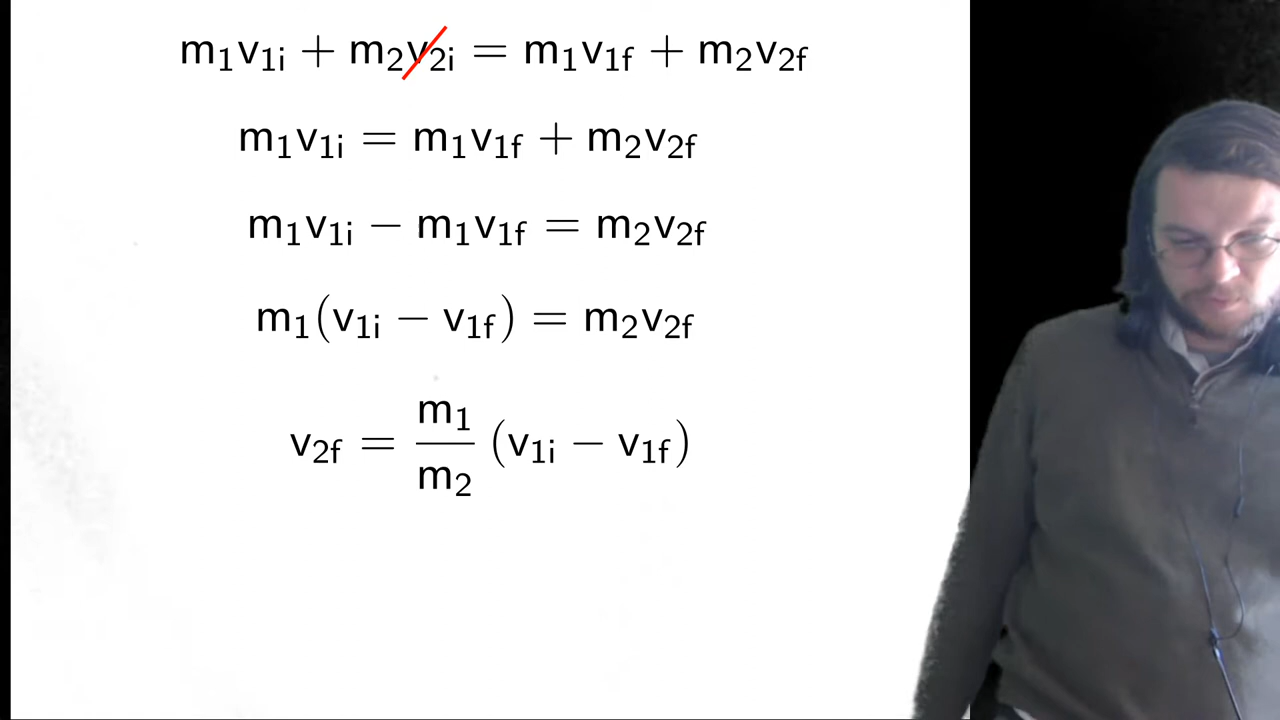 m₁v₁ᵢ + m₂v₂ᵢ = m₁v₁f + m₂v₂f
m₁v₁ᵢ = m₁v₁f + m₂v₂f
m₁v₁ᵢ − m₁v₁f = m₂v₂f
m₁(v₁ᵢ − v₁f) = m₂v₂f
v₂f = m₁/m₂ (v₁ᵢ − v₁f)